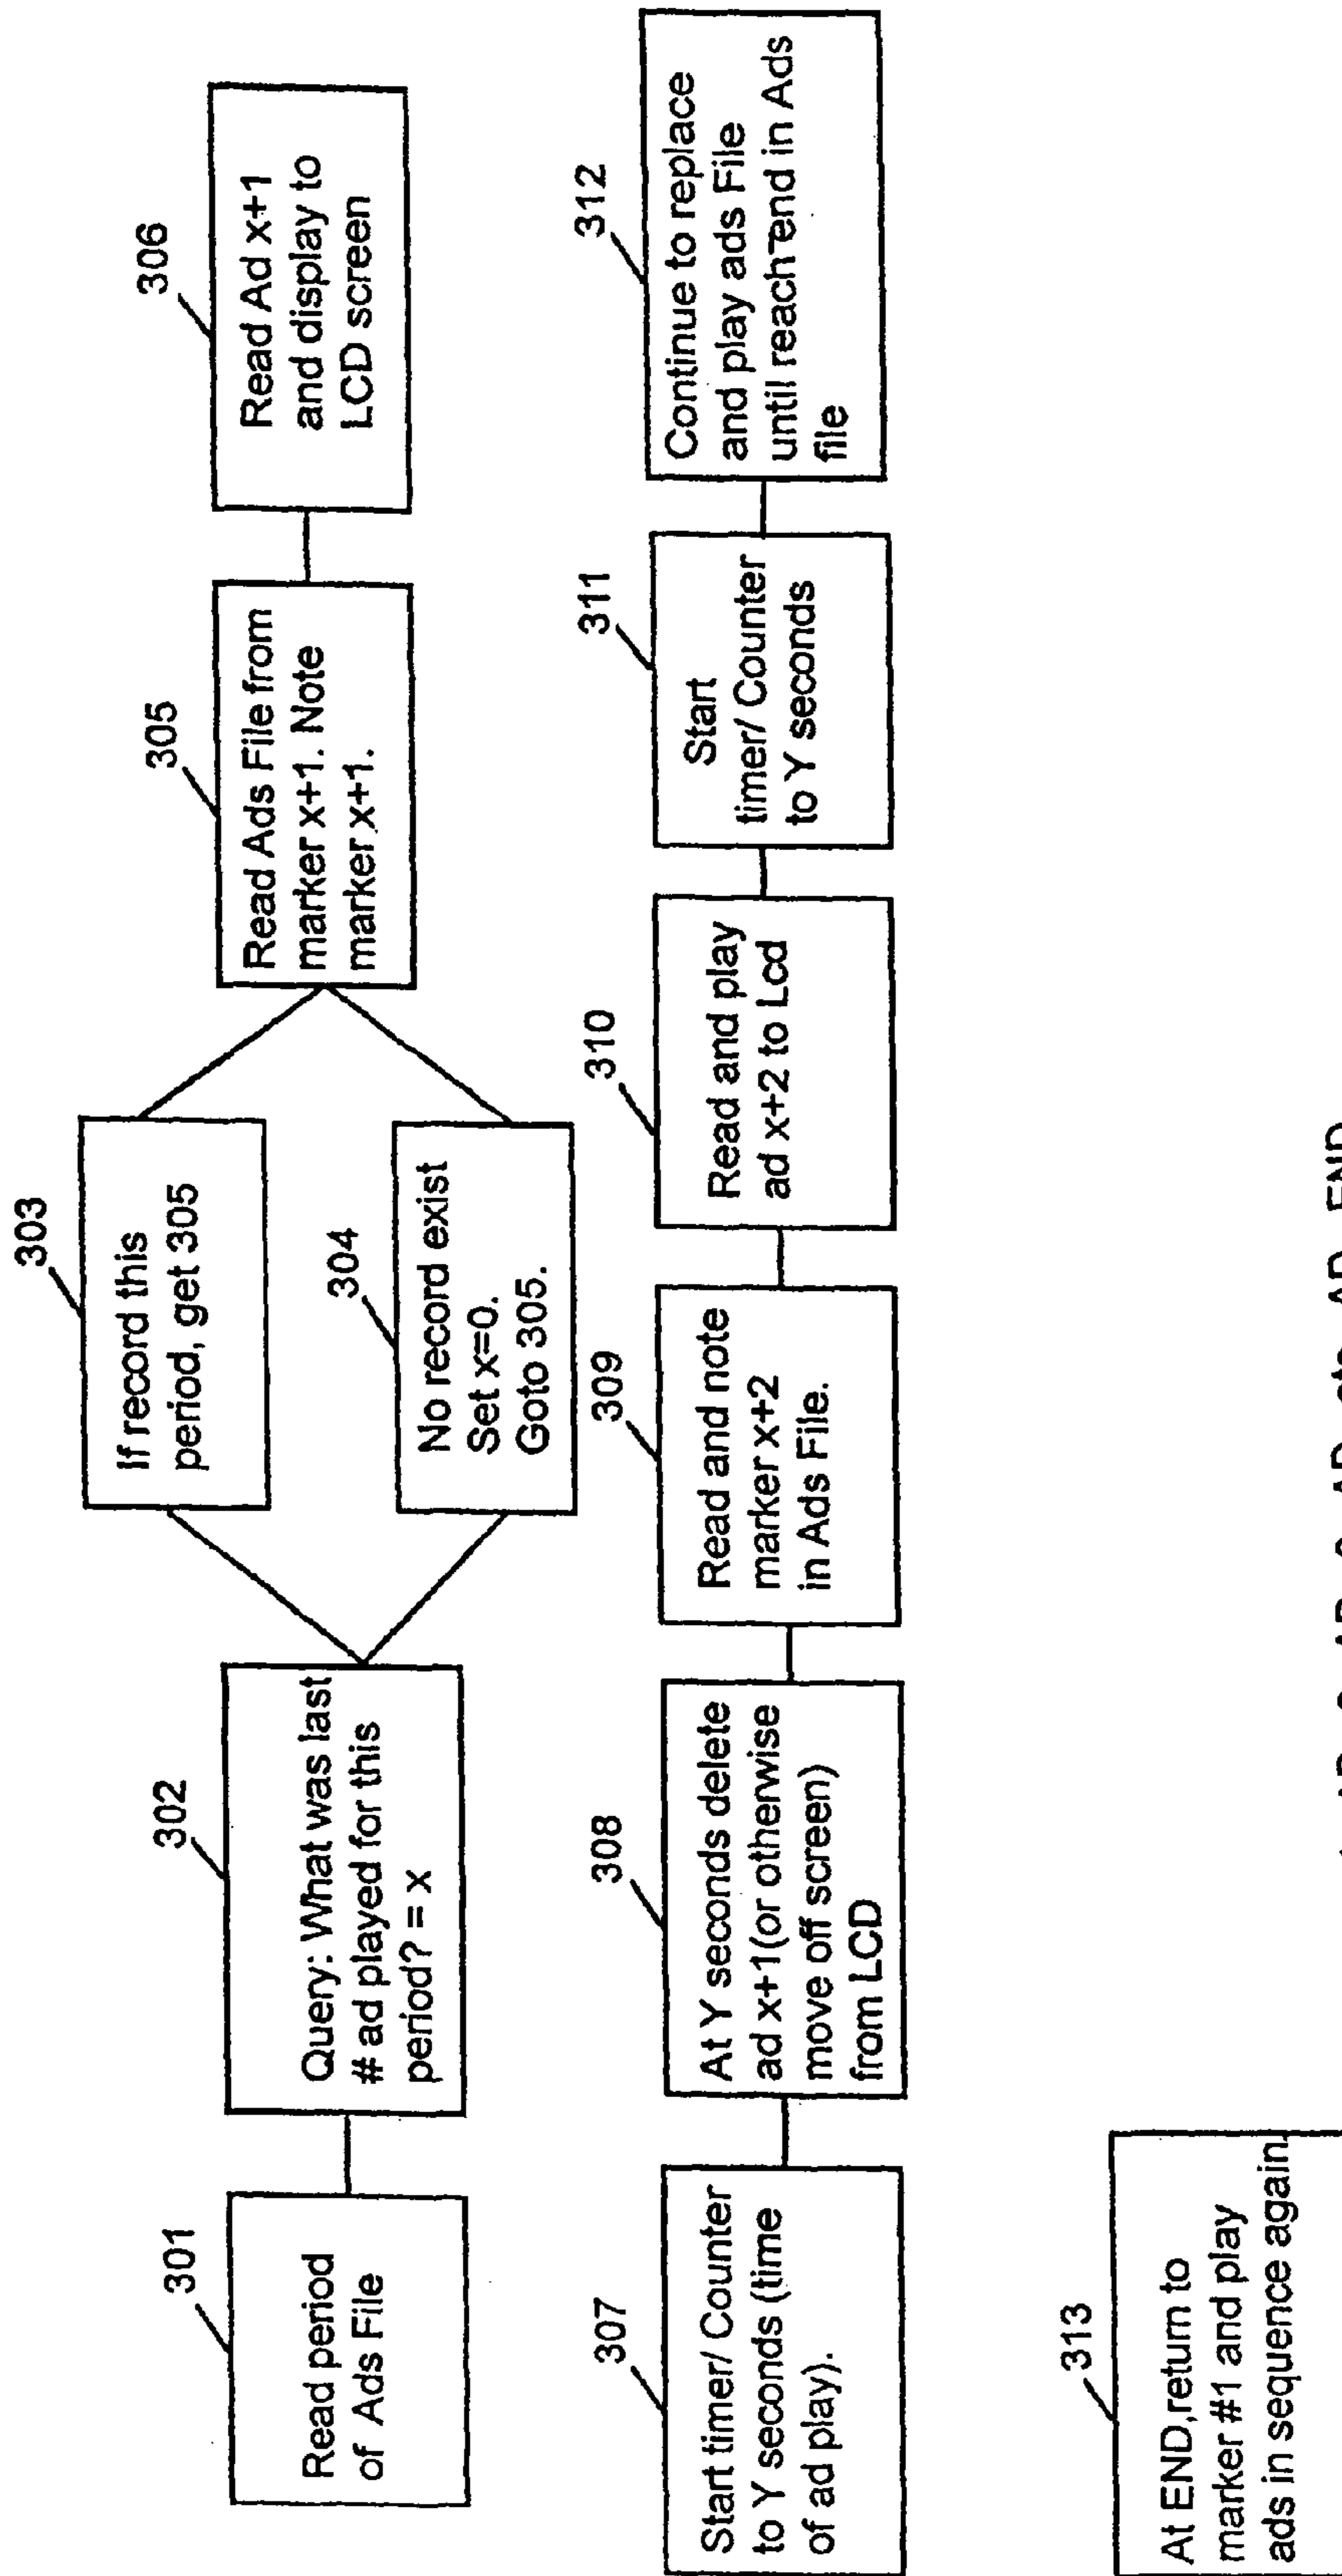 301
Read period
of Ads File
302
Query: What was last
# ad played for this
period? = x
303
If record this
period, get 305
304
No record exist
Set x=0.
Goto 305.
305
Read Ads File from
marker x+1. Note
marker x+1.
306
Read Ad x+1
and display to
LCD screen
307
Start timer/ Counter
to Y seconds (time
of ad play).
308
At Y seconds delete
ad x+1(or otherwise
move off screen)
from LCD
309
Read and note
marker x+2
in Ads File.
310
Read and play
ad x+2 to Lcd
311
Start
timer/ Counter
to Y seconds
312
Continue to replace
and play ads File
until reach end in Ads
file
313
At END,return to
marker #1 and play
ads in sequence again.